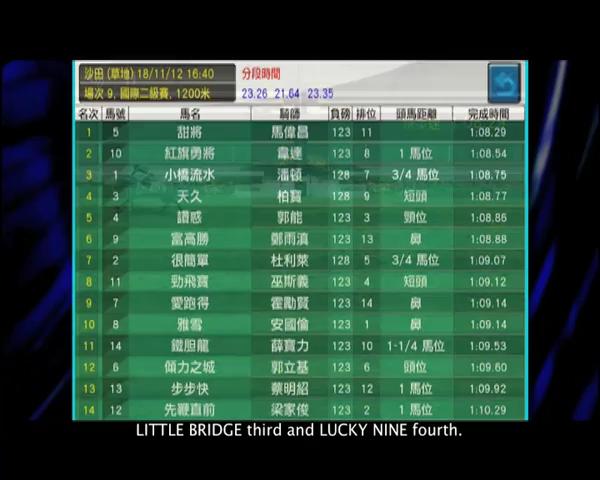 沙田 (草地) 18/11/12 16:40
場次 9, 國際二級賽, 1200米
分段時間
23.26 21.64 23.35
名次 馬號 馬名 騎師 負磅 排位 頭馬距離 完成時間
1 5 甜將 馬偉昌 123 11 1:08.29
2 10 紅旗勇將 韋達 123 8 1 馬位 1:08.54
3 1 小橋流水 潘頓 128 7 3/4 馬位 1:08.75
4 3 天久 柏寶 128 9 短頭 1:08.77
5 4 讚惑 郭能 123 3 頸位 1:08.86
6 9 富高勝 鄭雨滇 123 13 鼻 1:08.88
7 2 很簡單 杜利萊 128 5 3/4 馬位 1:09.07
8 11 勁飛寶 巫斯義 123 4 短頭 1:09.12
9 7 愛跑得 霍勵賢 123 14 鼻 1:09.14
10 8 雅雪 安國倫 123 1 鼻 1:09.14
11 14 鐵胆龍 薛寶力 123 10 1-1/4 馬位 1:09.53
12 6 傾力之城 郭立基 123 6 頭位 1:09.60
13 13 步步快 蔡明紹 123 12 1 馬位 1:09.92
14 12 先鞭直前 梁家俊 123 2 1 馬位 1:10.29
LITTLE BRIDGE third and LUCKY NINE fourth.